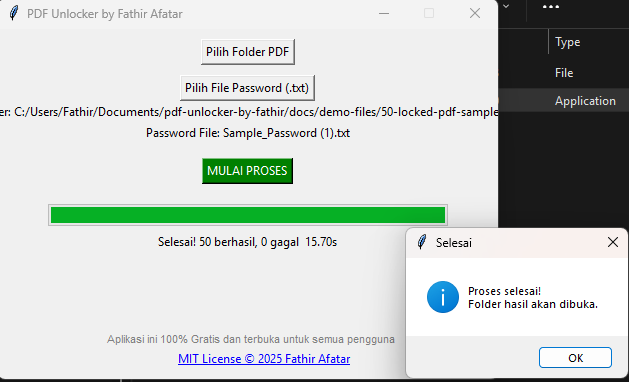 PDF Unlocker by Fathir Afatar
Type
Pilih Folder PDF
File
Pilih File Password (.txt)
Application
er: C:/Users/Fathir/Documents/pdf-unlocker-by-fathir/docs/demo-files/50-locked-pdf-sample
Password File: Sample_Password (1).txt
MULAI PROSES
Selesai! 50 berhasil, 0 gagal 15.70s
Selesai
Proses selesai!
Folder hasil akan dibuka.
OK
Aplikasi ini 100% Gratis dan terbuka untuk semua pengguna
MIT License © 2025 Fathir Afatar